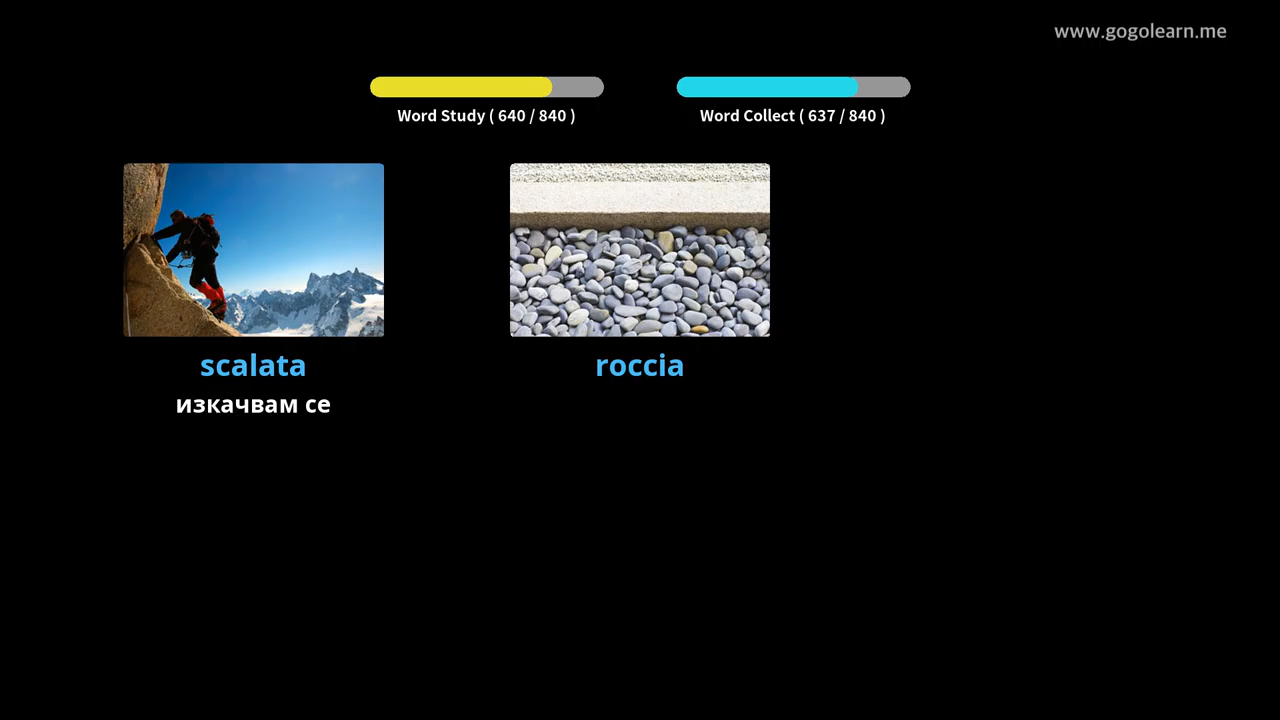 www.gogolearn.me
Word Study ( 640 / 840 )
Word Collect ( 637 / 840 )
scalata
roccia
изкачвам се